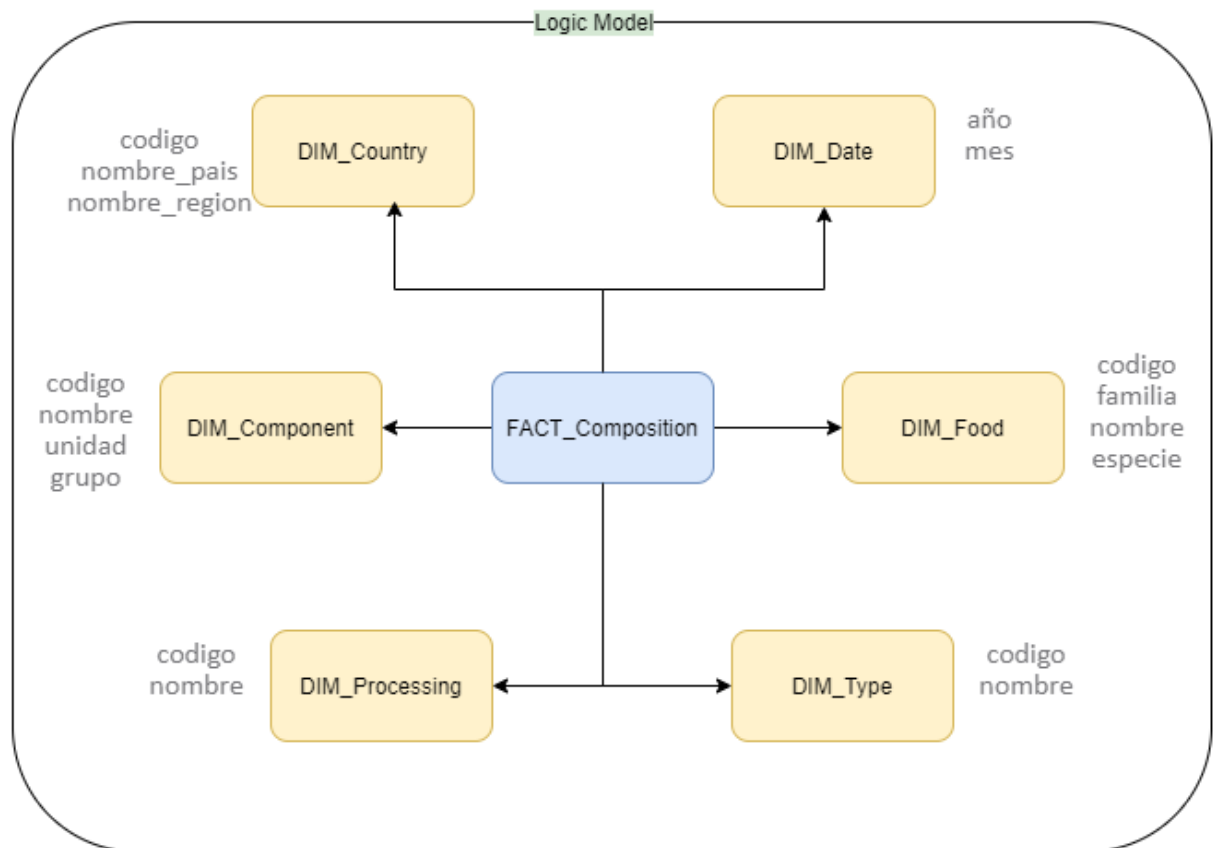 Logic Model
codigo
nombre_pais
nombre_region
DIM_Country
DIM_Date
año
mes
codigo
nombre
unidad
grupo
DIM_Component
FACT_Composition
DIM_Food
codigo
familia
nombre
especie
codigo
nombre
DIM_Processing
DIM_Type
codigo
nombre